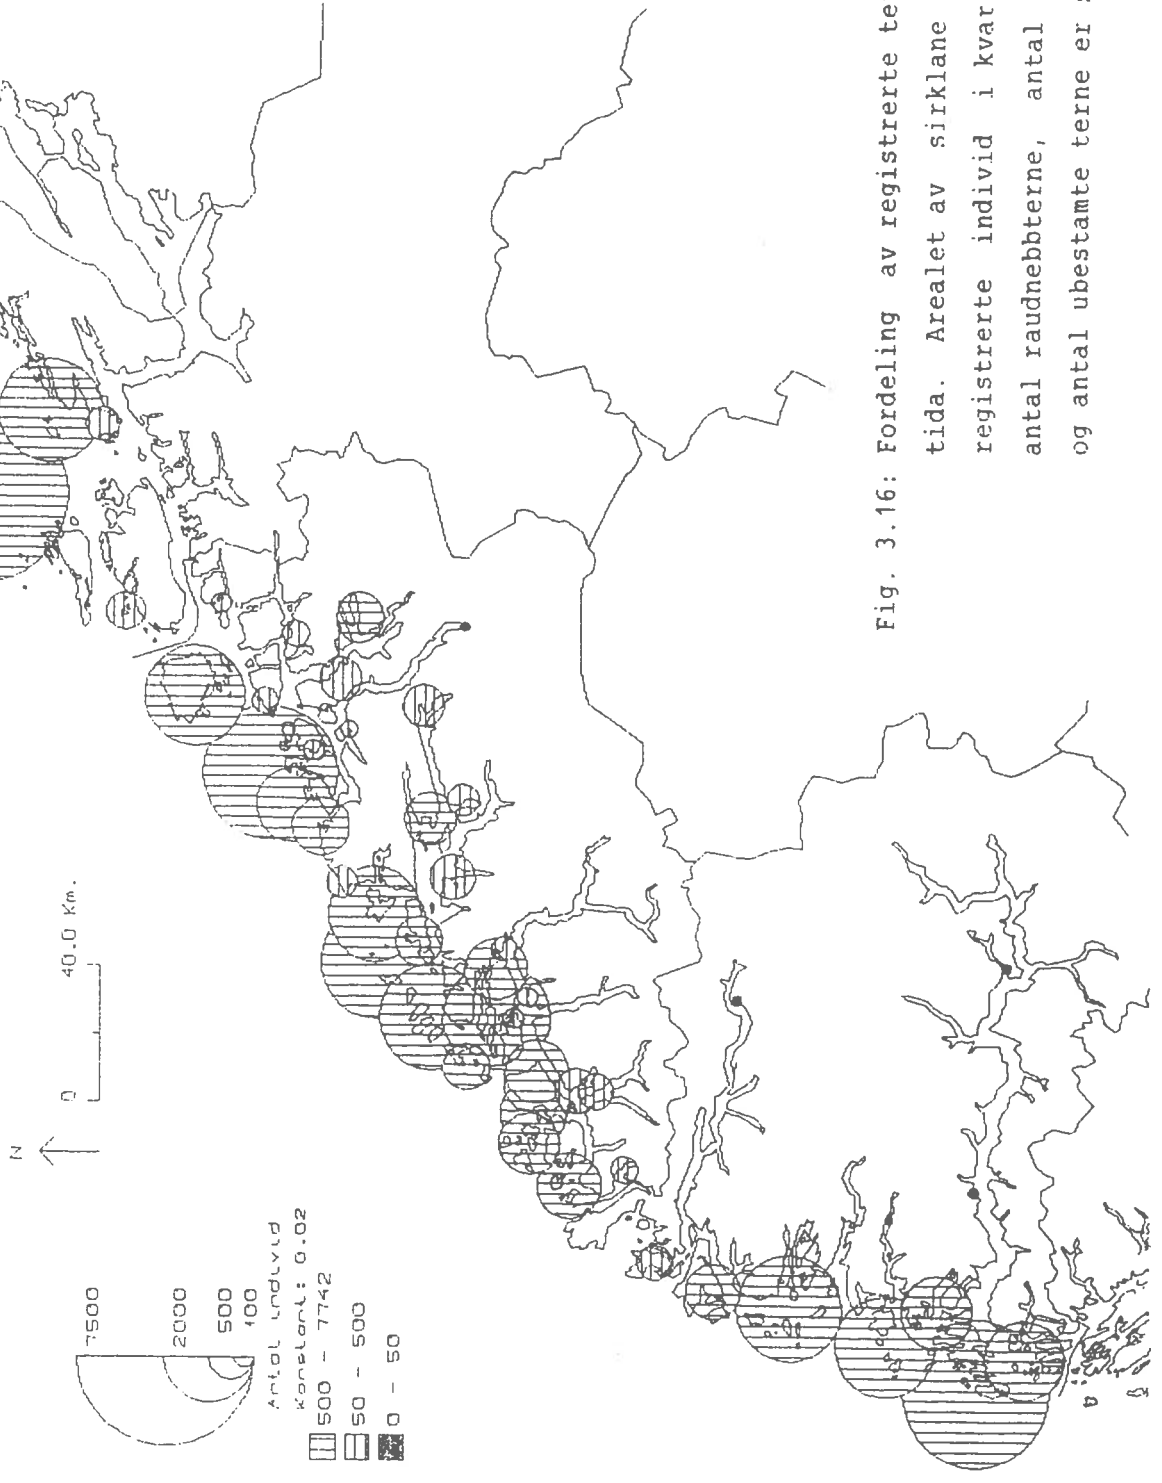 7500
2000
500
100
Antal individ
Konstant: 0.02
500 - 7742
50 - 500
0 - 50
N
0 40.0 Km.
Fig. 3.16: Fordeling av registrerte te
tida. Arealet av sirklane
registrerte individ i kvar
antal raudnebbterne, antal
og antal ubestamte terne er